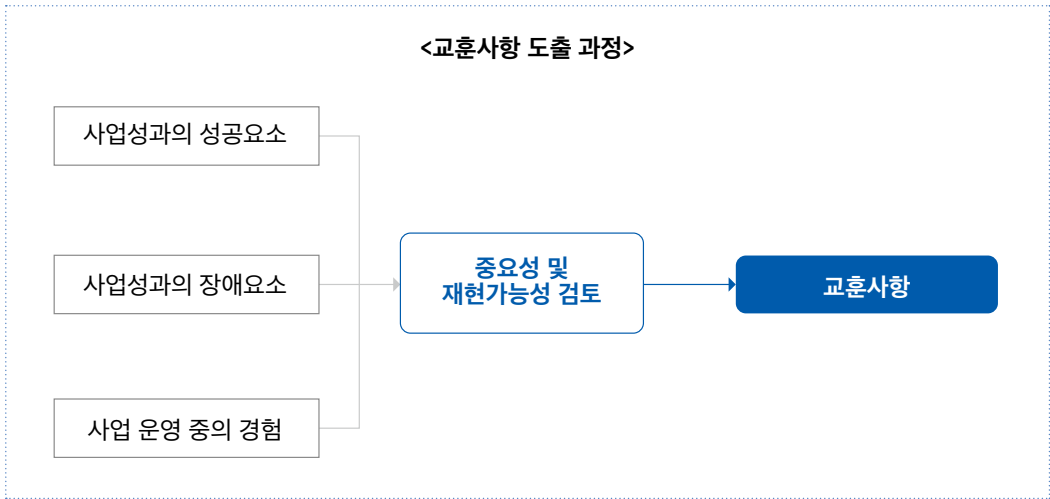 <교훈사항 도출 과정>
사업성과의 성공요소
사업성과의 장애요소
사업 운영 중의 경험
중요성 및
재현가능성 검토
교훈사항